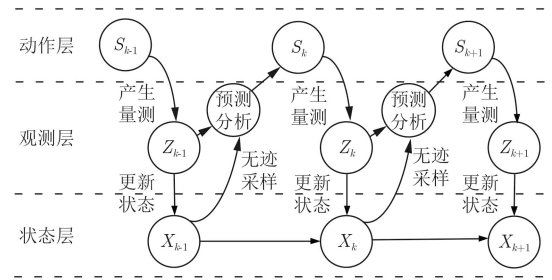 动作层
S_{k-1}
S_k
S_{k+1}
产生
量测
预测
分析
产生
量测
预测
分析
产生
量测
观测层
Z_{k-1}
无迹
采样
Z_k
无迹
采样
Z_{k+1}
更新
状态
更新
状态
更新
状态
状态层
X_{k-1}
X_k
X_{k+1}